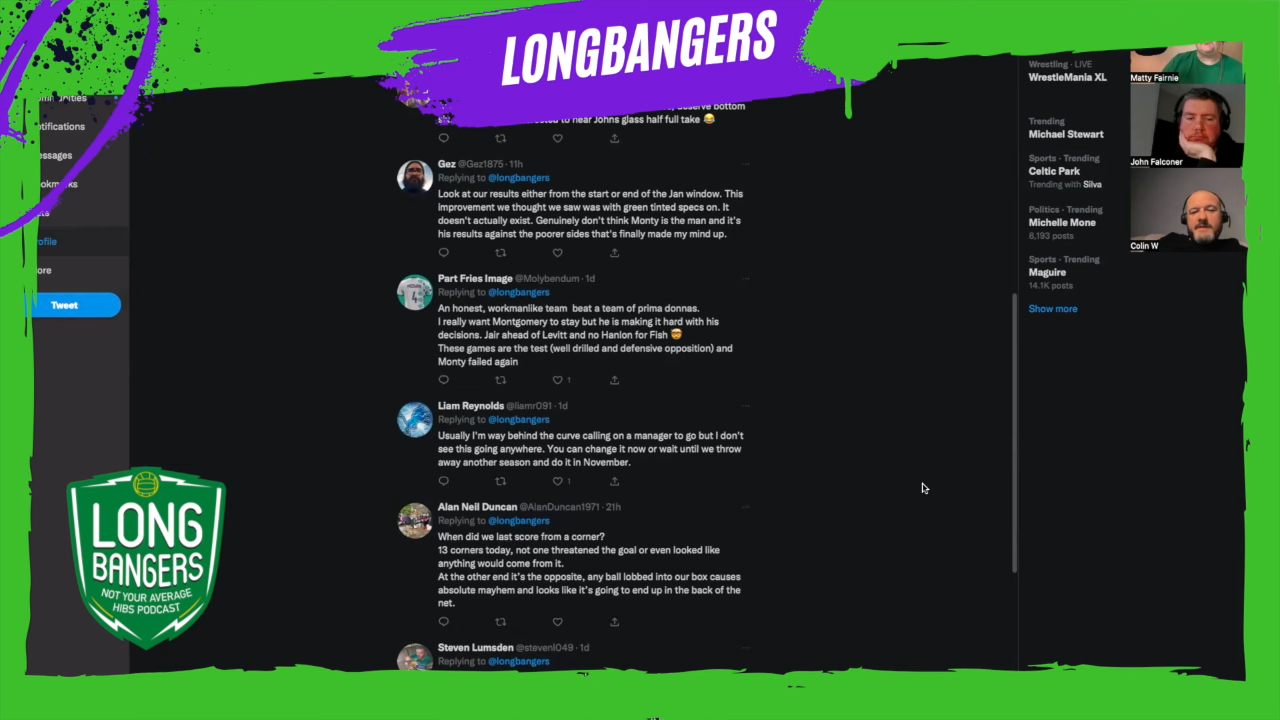 LONGBANGERS
otifications
essages
okmarks
Profile
ore
Tweet
deserve bottom
to hear Johns glass half full take 😂
Gez @Gez1875 · 11h
Replying to @longbangers
Look at our results either from the start or end of the Jan window. This
improvement we thought we saw was with green tinted specs on. It
doesn't actually exist. Genuinely don't think Monty is the man and it's
his results against the poorer sides that's finally made my mind up.
Part Fries Image @Molybendum · 1d
Replying to @longbangers
An honest, workmanlike team beat a team of prima donnas.
I really want Montgomery to stay but he is making it hard with his
decisions. Jair ahead of Levitt and no Hanlon for Fish 🤯
These games are the test (well drilled and defensive opposition) and
Monty failed again
1
Liam Reynolds @liamr091 · 1d
Replying to @longbangers
Usually I'm way behind the curve calling on a manager to go but I don't
see this going anywhere. You can change it now or wait until we throw
away another season and do it in November.
1
Alan Neil Duncan @AlanDuncan1971 · 21h
Replying to @longbangers
When did we last score from a corner?
13 corners today, not one threatened the goal or even looked like
anything would come from it.
At the other end it's the opposite, any ball lobbed into our box causes
absolute mayhem and looks like it's going to end up in the back of the
net.
Steven Lumsden @stevenl049 · 1d
Replying to @longbangers
Wrestling · LIVE
WrestleMania XL
Trending
Michael Stewart
Sports · Trending
Celtic Park
Trending with Silva
Politics · Trending
Michelle Mone
8,193 posts
Sports · Trending
Maguire
14.1K posts
Show more
Matty Fairnie
John Falconer
Colin W
LONG
BANGERS
NOT YOUR AVERAGE
HIBS PODCAST